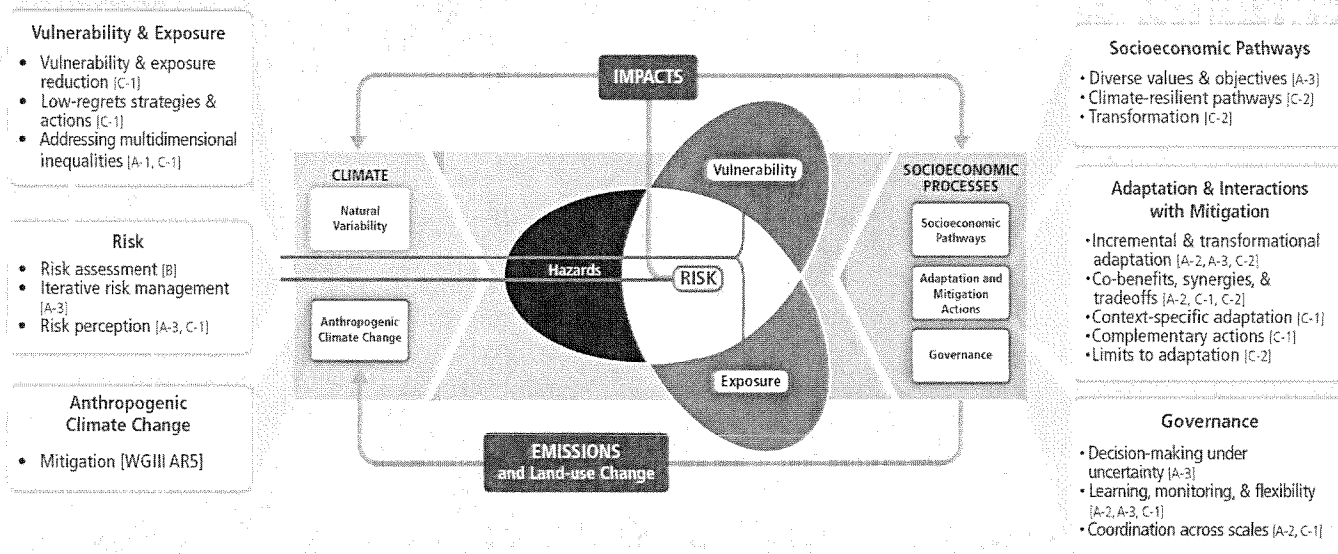 Vulnerability & Exposure
• Vulnerability & exposure
reduction [C-1]
• Low-regrets strategies &
actions [C-1]
• Addressing multidimensional
inequalities [A-1, C-1]
Risk
• Risk assessment [B]
• Iterative risk management
[A-3]
• Risk perception [A-3, C-1]
Anthropogenic
Climate Change
• Mitigation [WGIII AR5]
IMPACTS
CLIMATE
Natural
Variability
Anthropogenic
Climate Change
Vulnerability
Hazards
RISK
Exposure
EMISSIONS
and Land-use Change
SOCIOECONOMIC
PROCESSES
Socioeconomic
Pathways
Adaptation and
Mitigation
Actions
Governance
Socioeconomic Pathways
• Diverse values & objectives [A-3]
• Climate-resilient pathways [C-2]
• Transformation [C-2]
Adaptation & Interactions
with Mitigation
• Incremental & transformational
adaptation [A-2, A-3, C-2]
• Co-benefits, synergies, &
tradeoffs [A-2, C-1, C-2]
• Context-specific adaptation [C-1]
• Complementary actions [C-1]
• Limits to adaptation [C-2]
Governance
• Decision-making under
uncertainty [A-3]
• Learning, monitoring, & flexibility
[A-2, A-3, C-1]
• Coordination across scales [A-2, C-1]